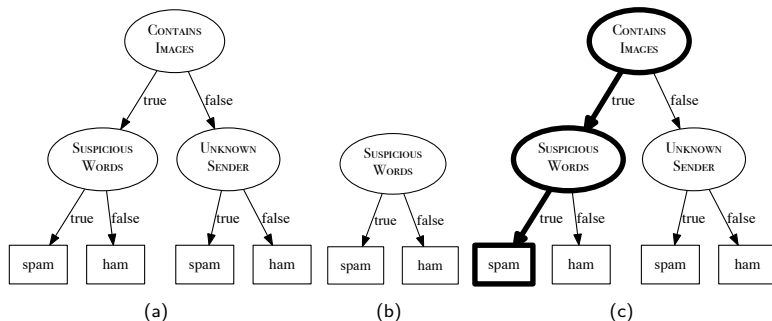 CONTAINS
IMAGES
true
false
SUSPICIOUS
WORDS
UNKNOWN
SENDER
true
false
true
false
spam
ham
spam
ham
(a)
SUSPICIOUS
WORDS
true
false
spam
ham
(b)
CONTAINS
IMAGES
true
false
SUSPICIOUS
WORDS
UNKNOWN
SENDER
true
false
true
false
spam
ham
spam
ham
(c)